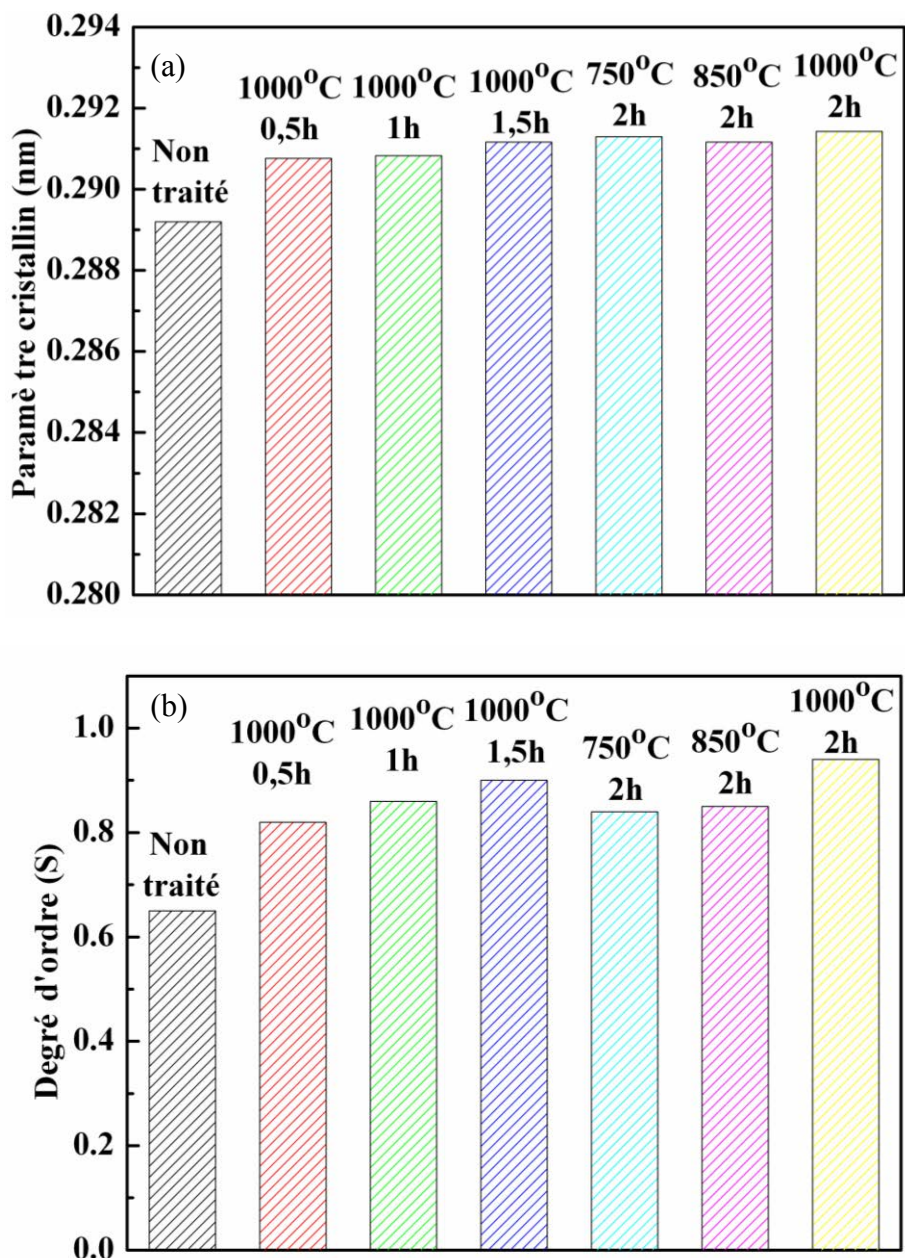 0.294
0.292
0.290
0.288
0.286
0.284
0.282
0.280
Paramè tre cristallin (nm)
(a)
Non
traité
1000°C
0,5h
1000°C
1h
1000°C
1,5h
750°C
2h
850°C
2h
1000°C
2h
1.0
0.8
0.6
0.4
0.2
0.0
Degré d'ordre (S)
(b)
Non
traité
1000°C
0,5h
1000°C
1h
1000°C
1,5h
750°C
2h
850°C
2h
1000°C
2h